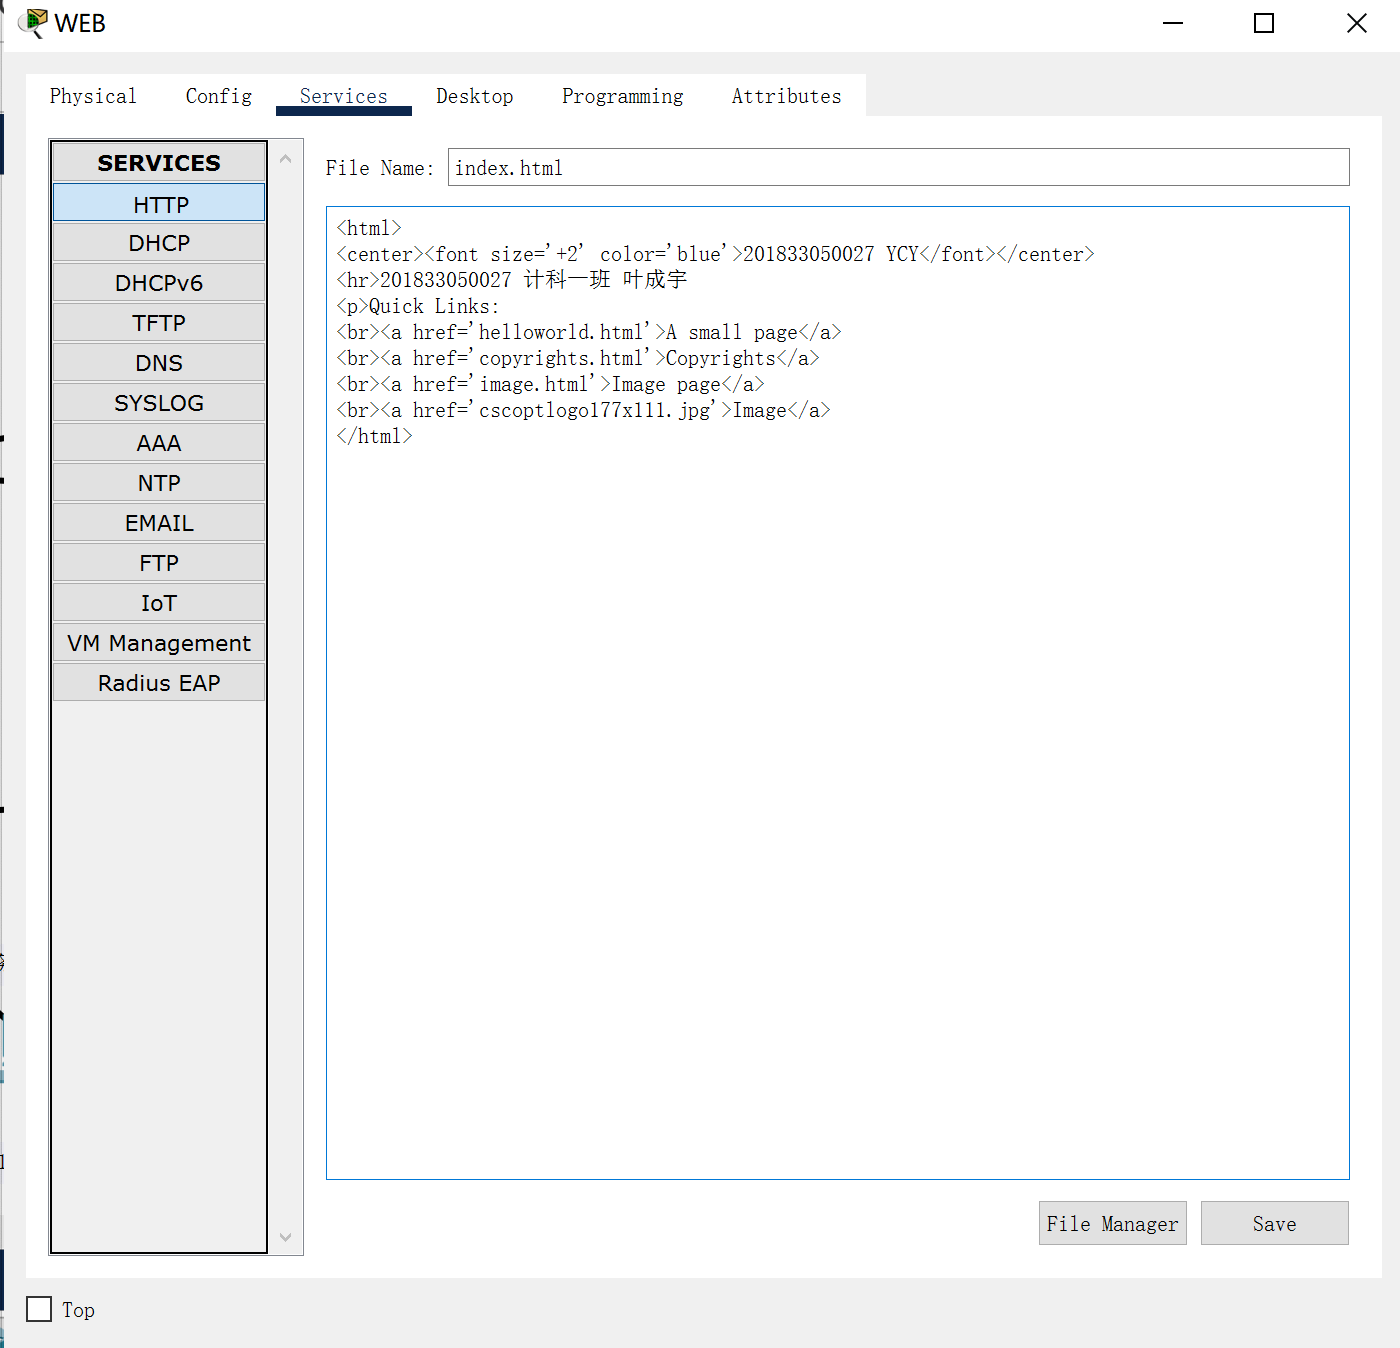 WEB
Physical Config Services Desktop Programming Attributes
SERVICES
HTTP
DHCP
DHCPv6
TFTP
DNS
SYSLOG
AAA
NTP
EMAIL
FTP
IoT
VM Management
Radius EAP
File Name: index.html
<html>
<center><font size='+2' color='blue'>201833050027 YCY</font></center>
<hr>201833050027 计科一班 叶成宇
<p>Quick Links:
<br><a href='helloworld.html'>A small page</a>
<br><a href='copyrights.html'>Copyrights</a>
<br><a href='image.html'>Image page</a>
<br><a href='cscoptlogo177x111.jpg'>Image</a>
</html>
File Manager Save
Top